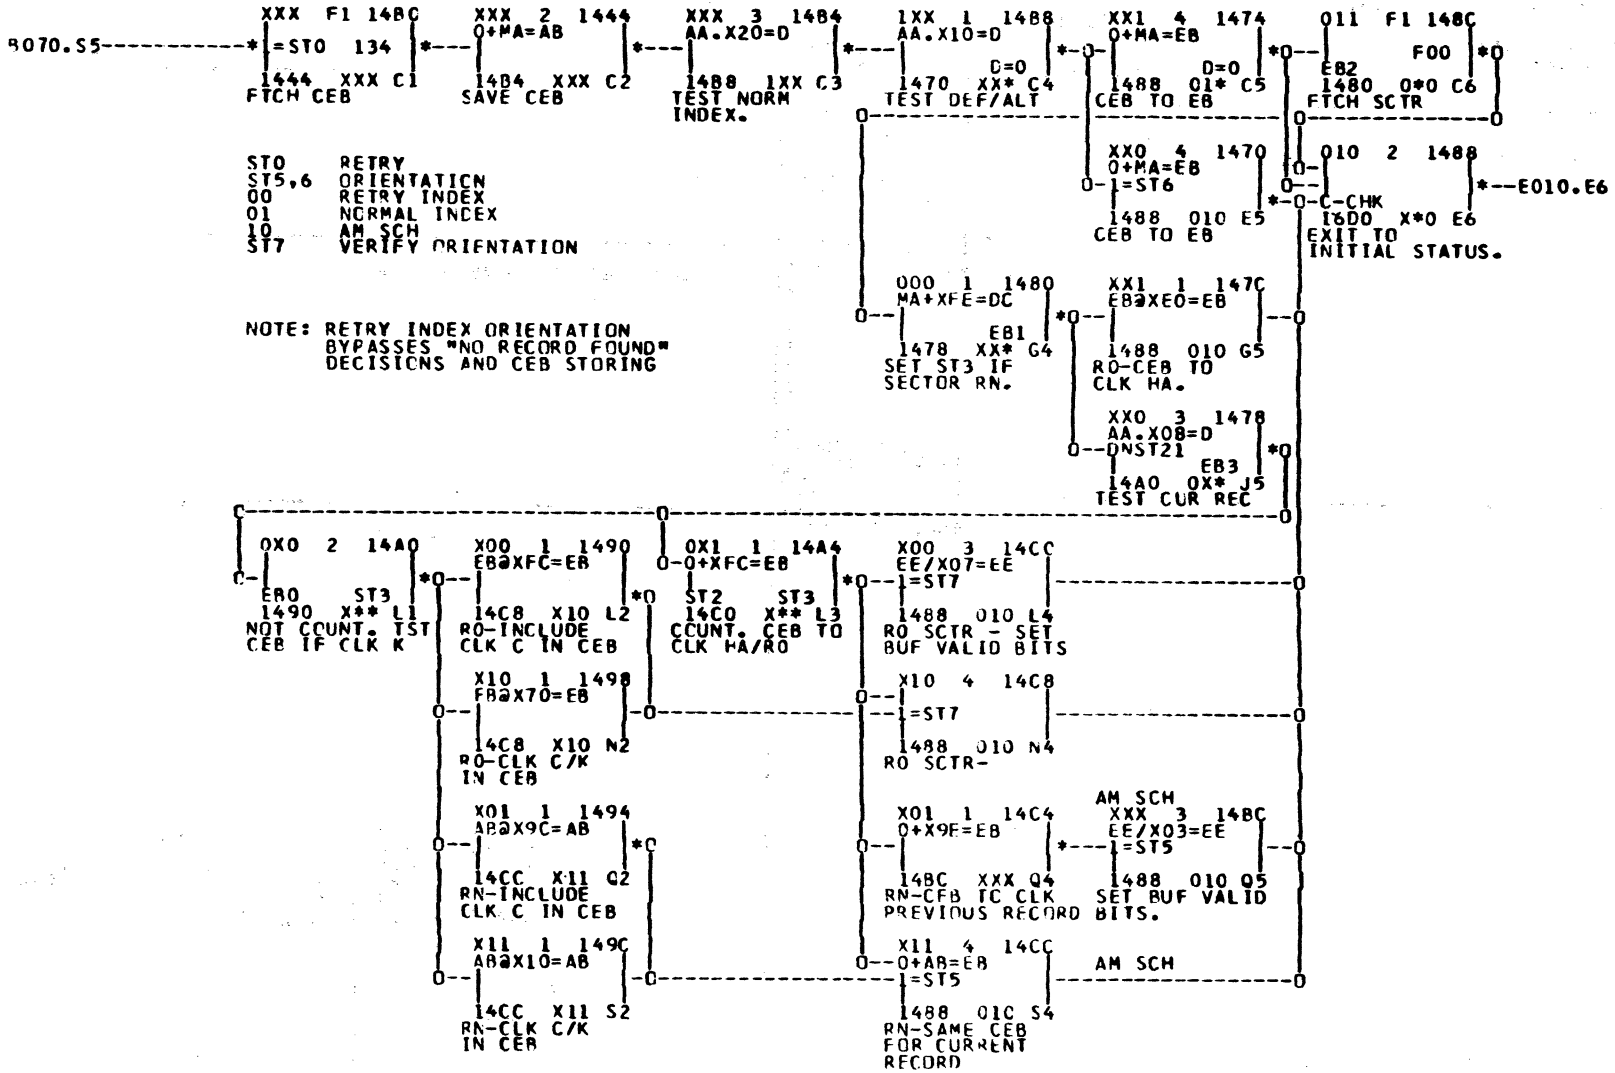 XXX F1 14BC XXX 2 1444 XXX 3 14B4 1XX 1 14B8 XX1 4 1474 011 F1 148C
0+MA=AB AA.X20=D AA.X10=D 0+MA=EB
B070.S5 1=ST0 134 F00
D=0 D=0 EB2
1444 XXX C1 14B4 XXX C2 14B8 1XX C3 1470 XX* C4 1488 01* C5 1480 0*0 C6
FTCH CEB SAVE CEB TEST NORM TEST DEF/ALT CEB TO EB FTCH SCTR
INDEX.
XX0 4 1470 010 2 1488
ST0 RETRY 0+MA=EB
ST5,6 ORIENTATION 1=ST6 E010.E6
00 RETRY INDEX C-CHK
01 NORMAL INDEX 1488 010 E5 16D0 X*0 E6
10 AM SCH CEB TO EB EXIT TO
ST7 VERIFY ORIENTATION INITIAL STATUS.
000 1 1480 XX1 1 147C
MA+XFE=DC EB@XE0=EB
NOTE: RETRY INDEX ORIENTATION
BYPASSES "NO RECORD FOUND" EB1
DECISIONS AND CEB STORING 1478 XX* G4 1488 010 G5
SET ST3 IF R0-CEB TO
SECTOR RN. CLK HA.
XX0 3 1478
AA.X08=D
DNST21
EB3
14A0 0X* J5
TEST CUR REC
0X0 2 14A0 X00 1 1490 0X1 1 14A4 X00 3 14CC
EB@XFC=EB 0+XFC=EB EE/X07=EE
1=ST7
EB0 ST3 ST2 ST3
1490 X** L1 14C8 X10 L2 14C0 X** L3 1488 010 L4
NOT COUNT. TST R0-INCLUDE COUNT. CEB TO R0 SCTR - SET
CEB IF CLK K CLK C IN CEB CLK HA/R0 BUF VALID BITS
X10 1 1498 X10 4 14C8
EB@X70=EB 1=ST7
14C8 X10 N2 1488 010 N4
R0-CLK C/K R0 SCTR-
IN CEB
AM SCH
X01 1 1494 X01 1 14C4 XXX 3 14BC
AB@X9C=AB 0+X9E=EB EE/X03=EE
1=ST5
14CC X11 Q2 14BC XXX Q4 1488 010 Q5
RN-INCLUDE RN-CEB TO CLK SET BUF VALID
CLK C IN CEB PREVIOUS RECORD BITS.
X11 1 149C X11 4 14CC
AB@X10=AB 0+AB=EB AM SCH
1=ST5
14CC X11 S2 1488 010 S4
RN-CLK C/K RN-SAME CEB
IN CEB FOR CURRENT
RECORD